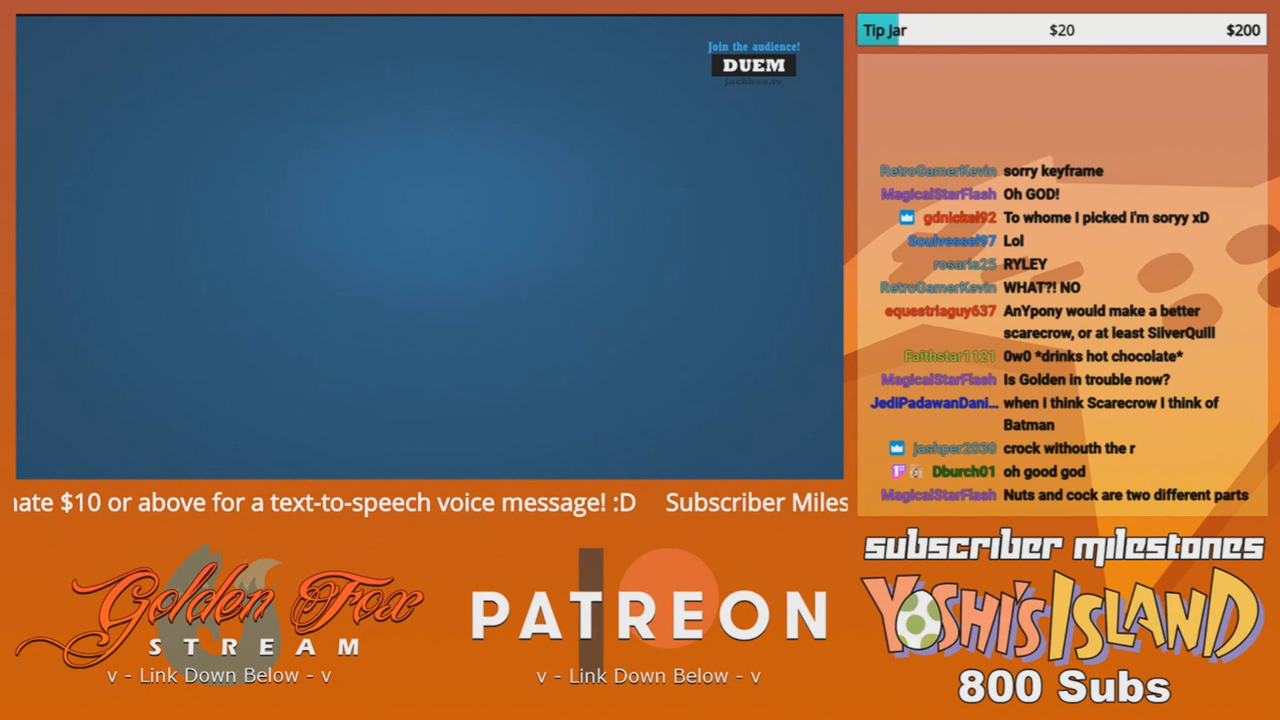 Join the audience!
DUEM
jackbox.tv
Tip Jar $20 $200
RetroGamerKevin sorry keyframe
MagicalStarFlash Oh GOD!
gdnickel92 To whome I picked i'm soryy xD
Soulvessel97 Lol
rosaria25 RYLEY
RetroGamerKevin WHAT?! NO
equestriaguy637 AnYpony would make a better
scarecrow, or at least SilverQuill
Faithstar1121 0w0 *drinks hot chocolate*
MagicalStarFlash Is Golden in trouble now?
JediPadawanDani... when I think Scarecrow I think of
Batman
jashper2030 crock withouth the r
Dburch01 oh good god
MagicalStarFlash Nuts and cock are two different parts
ate $10 or above for a text-to-speech voice message! :D Subscriber Miles
Golden Fox
STREAM
v - Link Down Below - v
PATREON
v - Link Down Below - v
subscriber milestones
YOSHI'S ISLAND
800 Subs